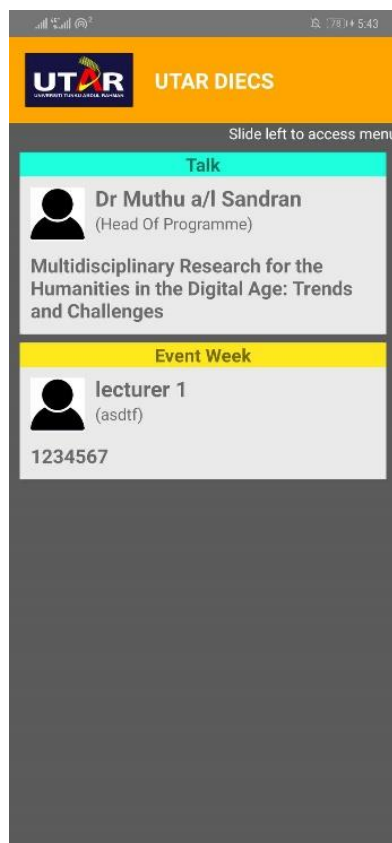 78 5:43
UTAR
UNIVERSITI TUNKU ABDUL RAHMAN
UTAR DIECS
Slide left to access menu
Talk
Dr Muthu a/l Sandran
(Head Of Programme)
Multidisciplinary Research for the
Humanities in the Digital Age: Trends
and Challenges
Event Week
lecturer 1
(asdtf)
1234567